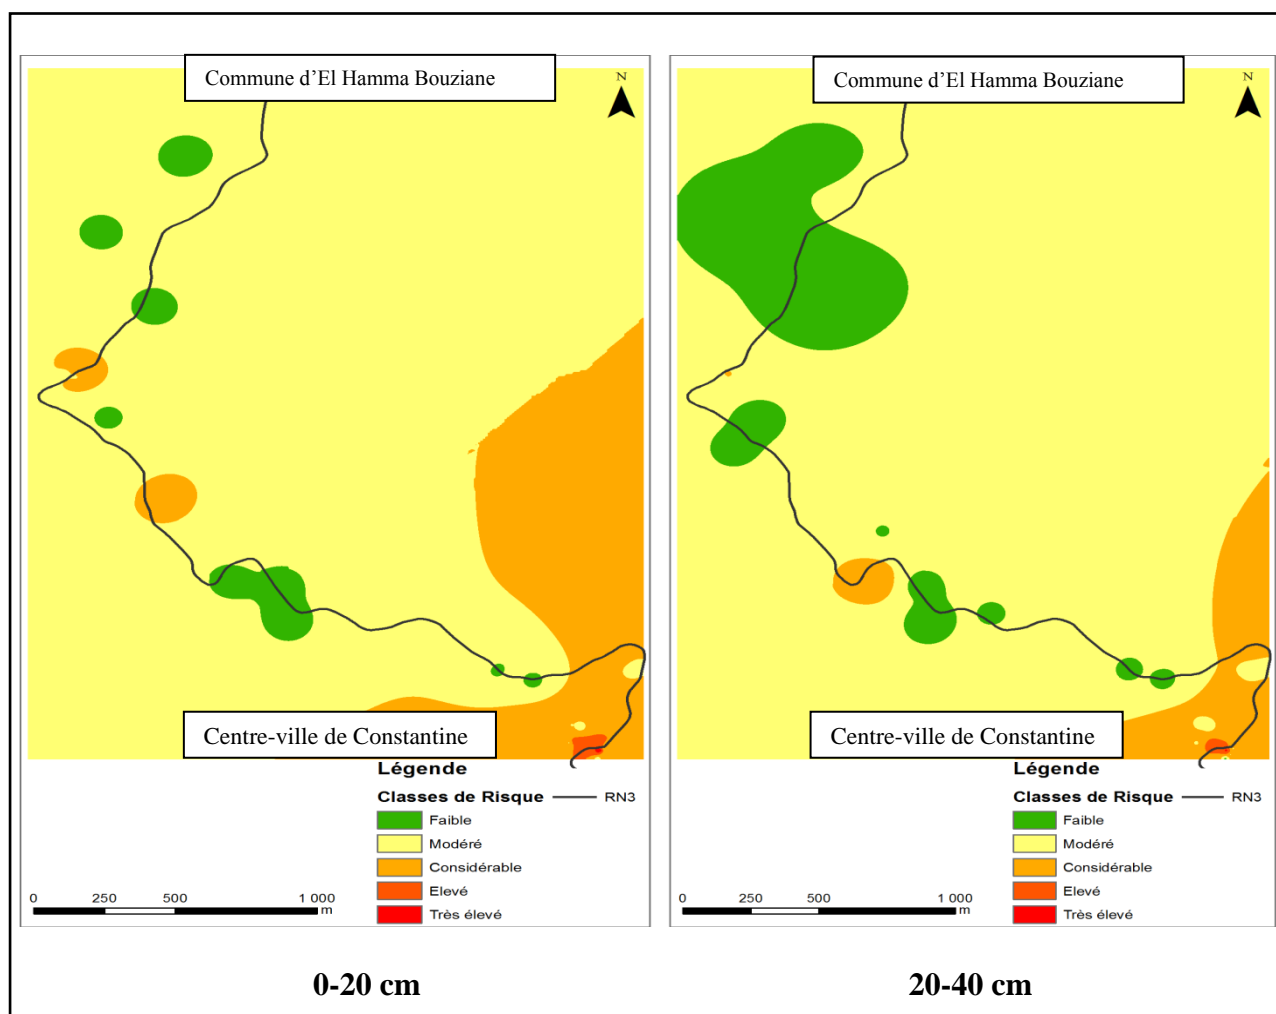 Commune d’El Hamma Bouziane
N
Centre-ville de Constantine
Légende
Classes de Risque
RN3
Faible
Modéré
Considérable
Elevé
Très élevé
0 250 500 1 000
m
0-20 cm
Commune d’El Hamma Bouziane
N
Centre-ville de Constantine
Légende
Classes de Risque
RN3
Faible
Modéré
Considérable
Elevé
Très élevé
0 250 500 1 000
m
20-40 cm